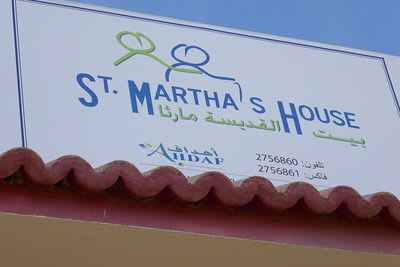 ST. MARTHA'S HOUSE
بيت القديسة مارثا
أهداف
AHDAF
تلفون: 2756860
فاكس: 2756861